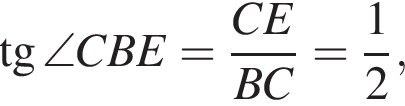 tg ∠CBE = CE/BC = 1/2,